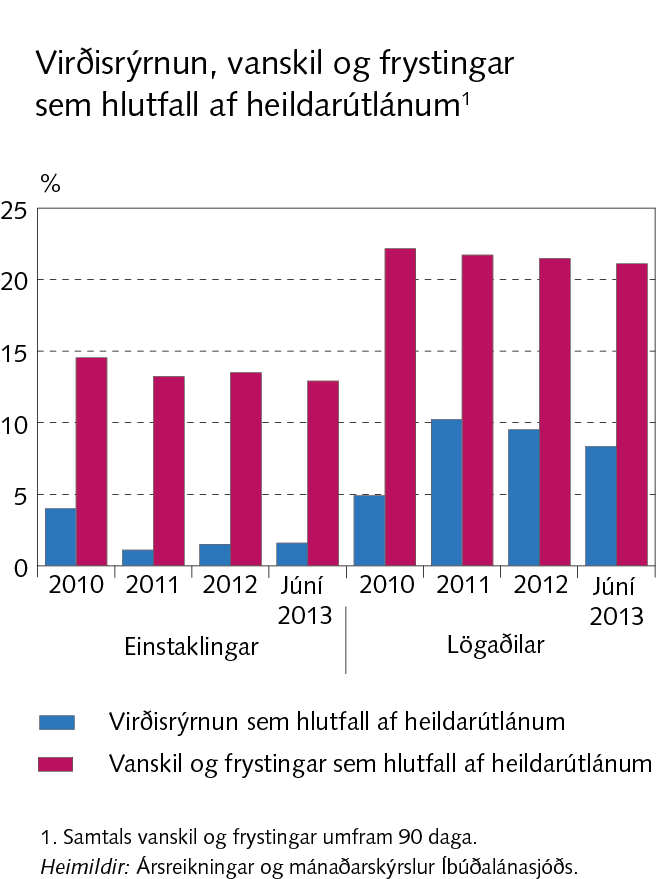 Virðisrýrnun, vanskil og frystingar
sem hlutfall af heildarútlánum¹
%
25
20
15
10
5
0
2010 2011 2012 Júní 2010 2011 2012 Júní
2013 2013
Einstaklingar Lögaðilar
Virðisrýrnun sem hlutfall af heildarútlánum
Vanskil og frystingar sem hlutfall af heildarútlánum
1. Samtals vanskil og frystingar umfram 90 daga.
Heimildir: Ársreikningar og mánaðarskýrslur Íbúðalánasjóðs.